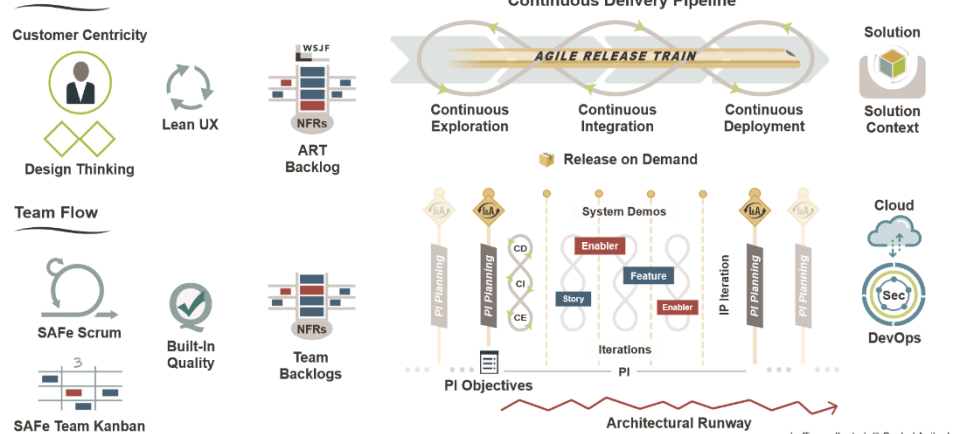 Continuous Delivery Pipeline
Customer Centricity
WSJF
AGILE RELEASE TRAIN
Solution
Lean UX
NFRs
Continuous
Exploration
Continuous
Integration
Continuous
Deployment
Solution
Context
ART
Backlog
Design Thinking
Release on Demand
Team Flow
I&A
I&A
I&A
I&A
System Demos
Cloud
PI Planning
PI Planning
CD
CI
CE
Enabler
Feature
Story
Enabler
IP Iteration
PI Planning
PI Planning
Sec
DevOps
SAFe Scrum
Built-In
Quality
NFRs
Team
Backlogs
Iterations
PI
PI Objectives
3
SAFe Team Kanban
Architectural Runway